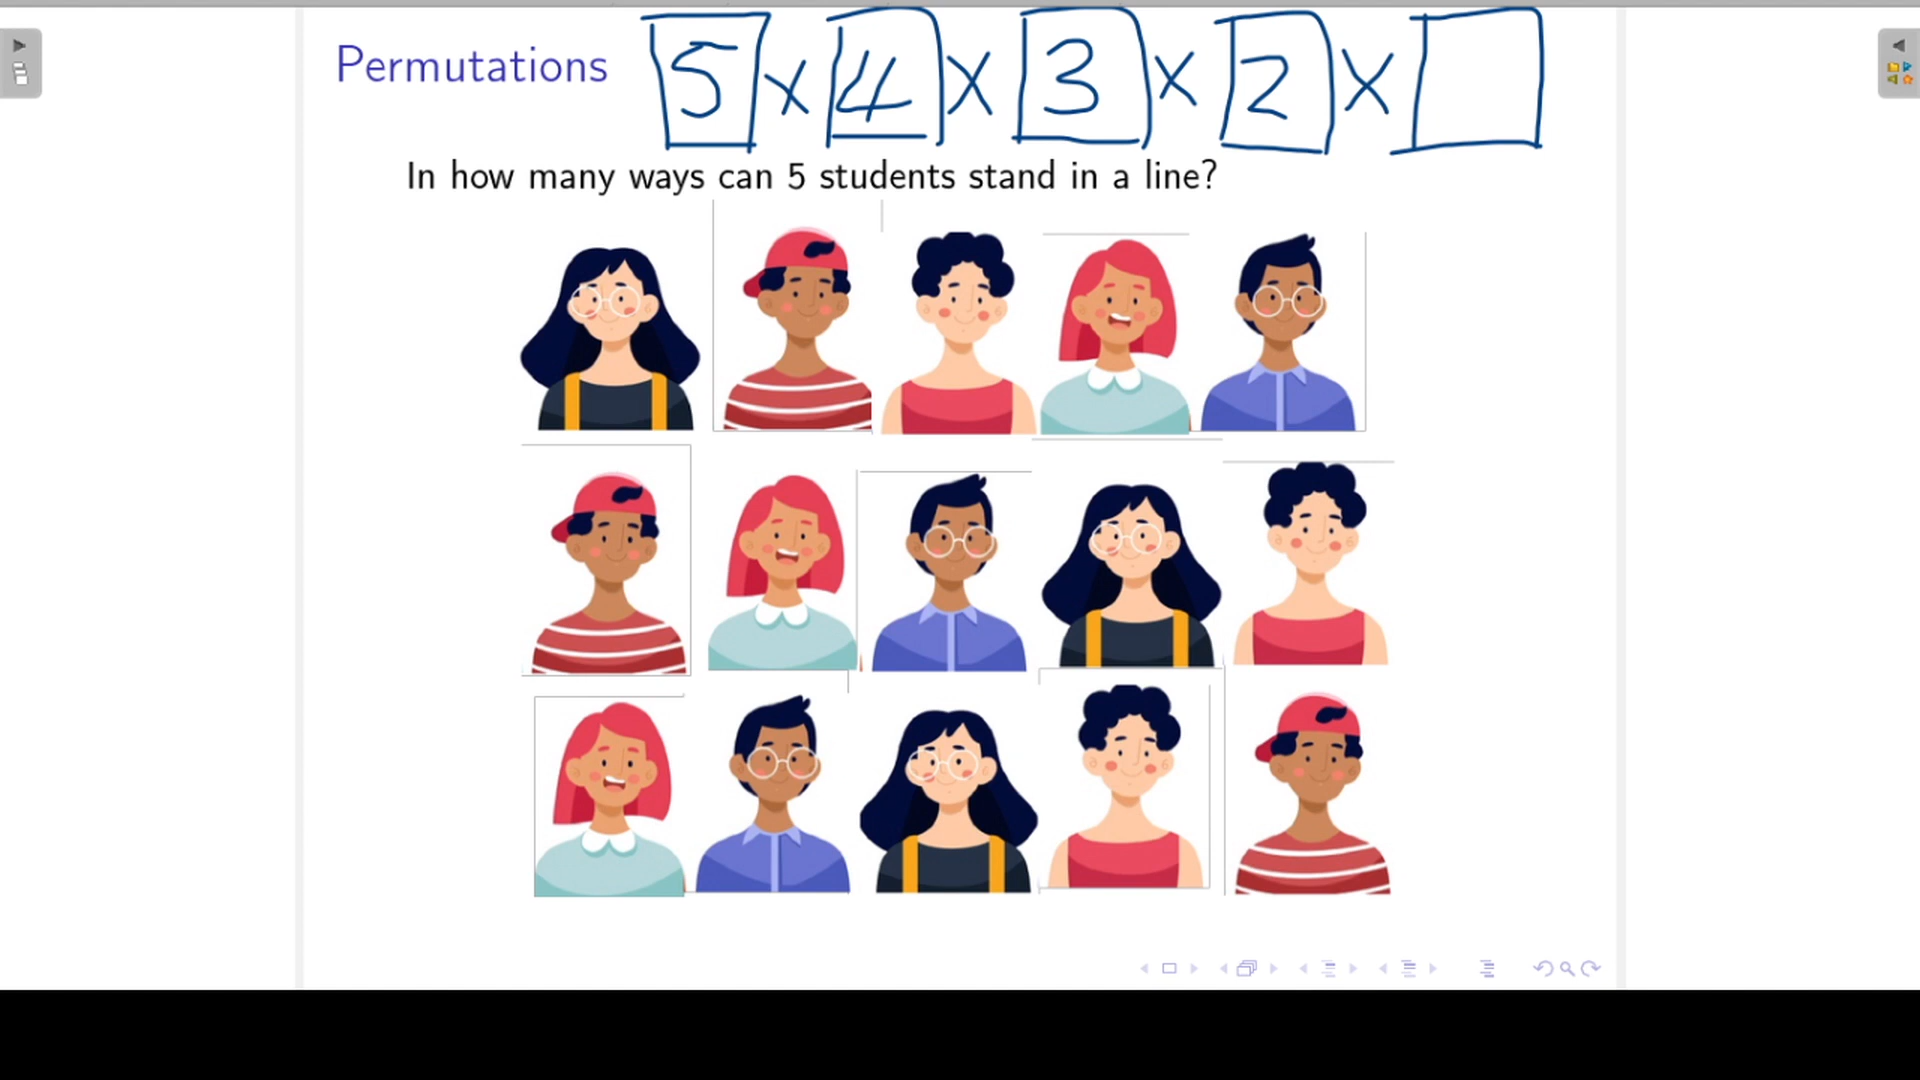 Permutations 5 x 4 x 3 x 2 x
In how many ways can 5 students stand in a line?